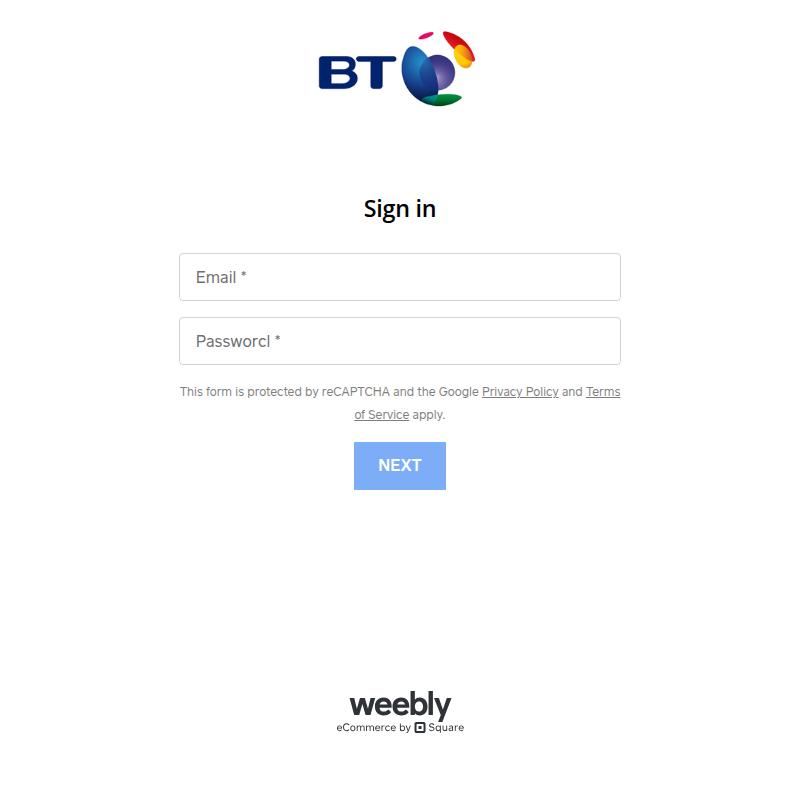 BT
Sign in
Email *
Passworcl *
This form is protected by reCAPTCHA and the Google Privacy Policy and Terms
of Service apply.
NEXT
weebly
eCommerce by Square